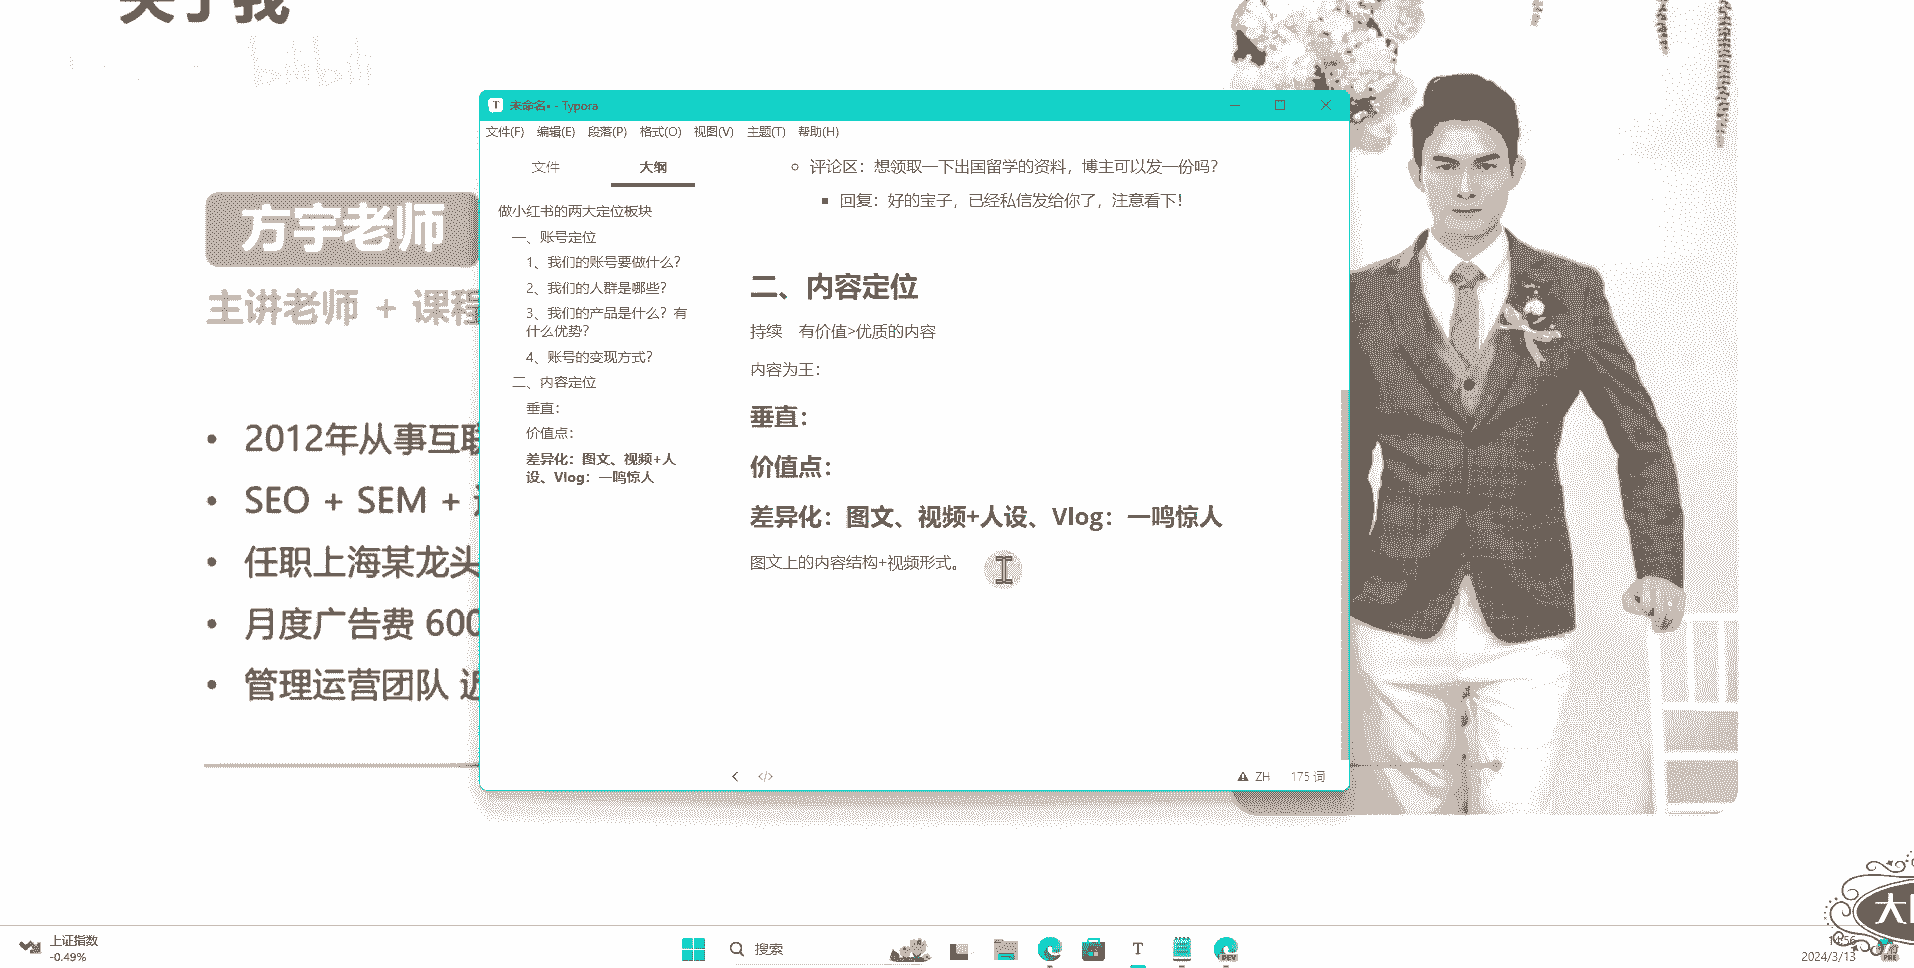 关于我
bilibili
方宇老师
主讲老师 + 课程
• 2012年从事互联
• SEO + SEM +
• 任职上海某龙头
• 月度广告费 600
• 管理运营团队 近
未命名• - Typora
文件(F) 编辑(E) 段落(P) 格式(O) 视图(V) 主题(T) 帮助(H)
文件 大纲
做小红书的两大定位板块
一、账号定位
1、我们的账号要做什么？
2、我们的人群是哪些？
3、我们的产品是什么？有
什么优势？
4、账号的变现方式？
二、内容定位
垂直：
价值点：
差异化：图文、视频+人
设、Vlog：一鸣惊人
评论区：想领取一下出国留学的资料，博主可以发一份吗？
回复：好的宝子，已经私信发给你了，注意看下！
二、内容定位
持续 有价值>优质的内容
内容为王：
垂直：
价值点：
差异化：图文、视频+人设、Vlog：一鸣惊人
图文上的内容结构+视频形式。
</> ZH 175 词
上证指数
-0.49%
搜索
T
DEV
14:56
2024/3/13
PRE
大